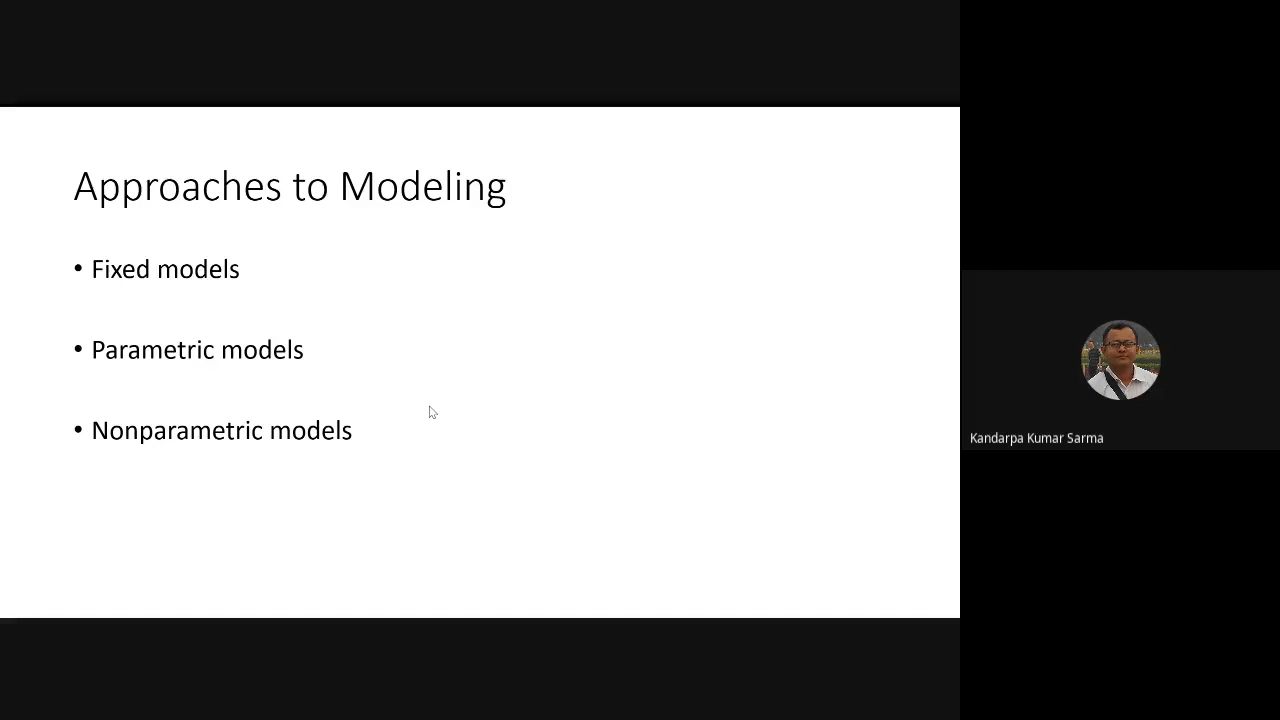 Approaches to Modeling
• Fixed models
• Parametric models
• Nonparametric models
Kandarpa Kumar Sarma